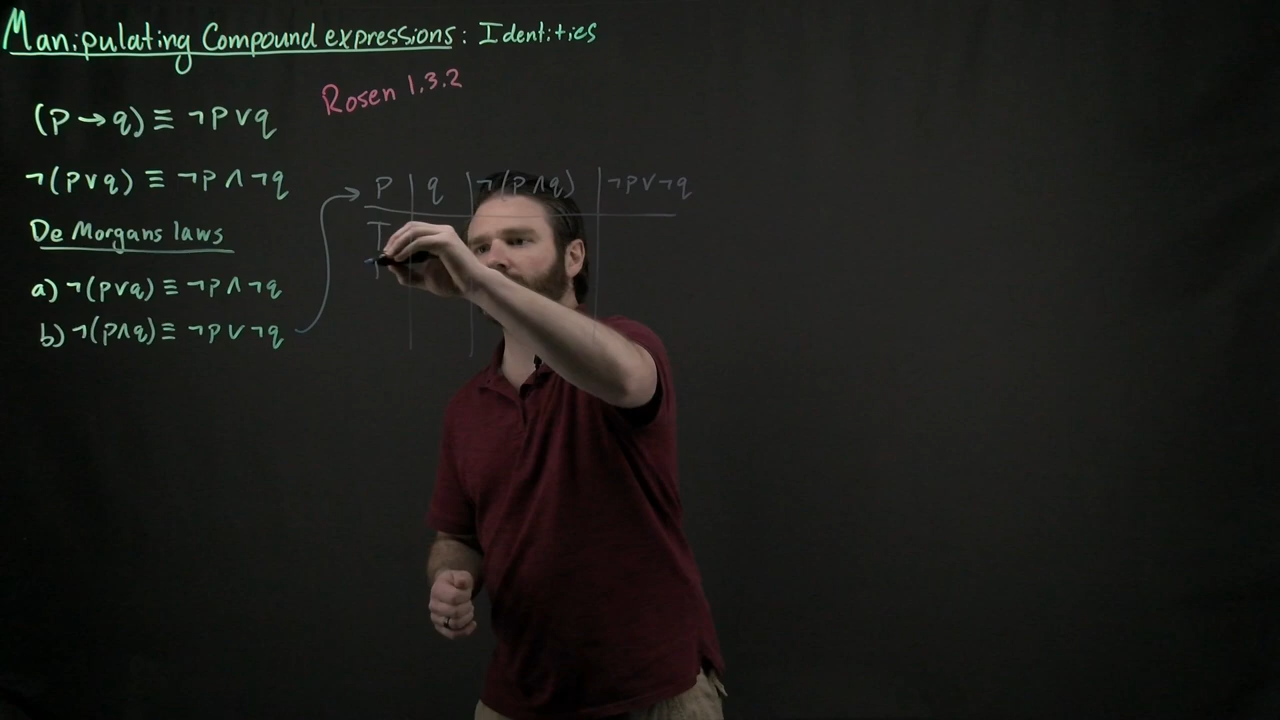 Manipulating Compound expressions: Identities
Rosen 1.3.2
(p → q) ≡ ¬p ∨ q
¬(p ∨ q) ≡ ¬p ∧ ¬q
De Morgans laws
a) ¬(p ∨ q) ≡ ¬p ∧ ¬q
b) ¬(p ∧ q) ≡ ¬p ∨ ¬q
p | q | ¬(p ∧ q) | ¬p ∨ ¬q
T